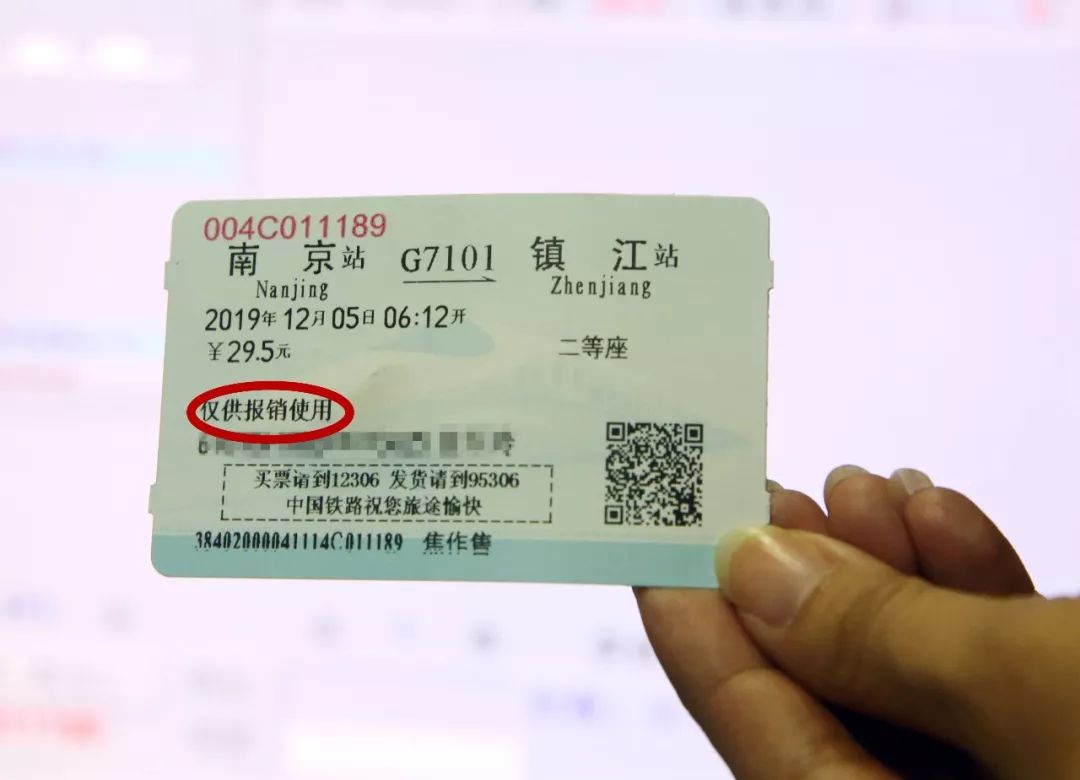 004C011189
南京站 G7101 镇江站
Nanjing Zhenjiang
2019年12月05日06:12开
￥29.5元 二等座
仅供报销使用
买票请到12306 发货请到95306
中国铁路祝您旅途愉快
38402000041114C011189 焦作售